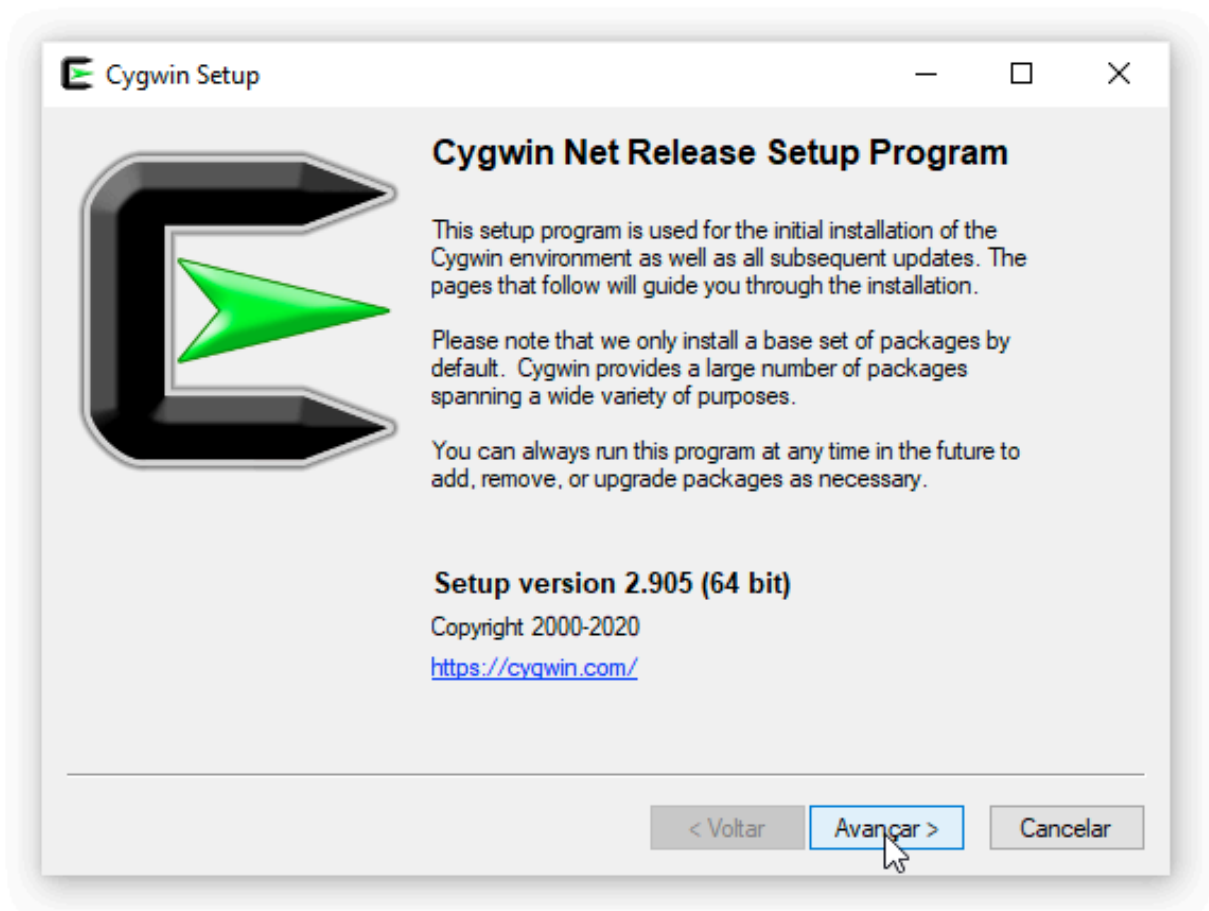 Cygwin Setup
Cygwin Net Release Setup Program
This setup program is used for the initial installation of the
Cygwin environment as well as all subsequent updates. The
pages that follow will guide you through the installation.
Please note that we only install a base set of packages by
default. Cygwin provides a large number of packages
spanning a wide variety of purposes.
You can always run this program at any time in the future to
add, remove, or upgrade packages as necessary.
Setup version 2.905 (64 bit)
Copyright 2000-2020
https://cygwin.com/
< Voltar
Avançar >
Cancelar